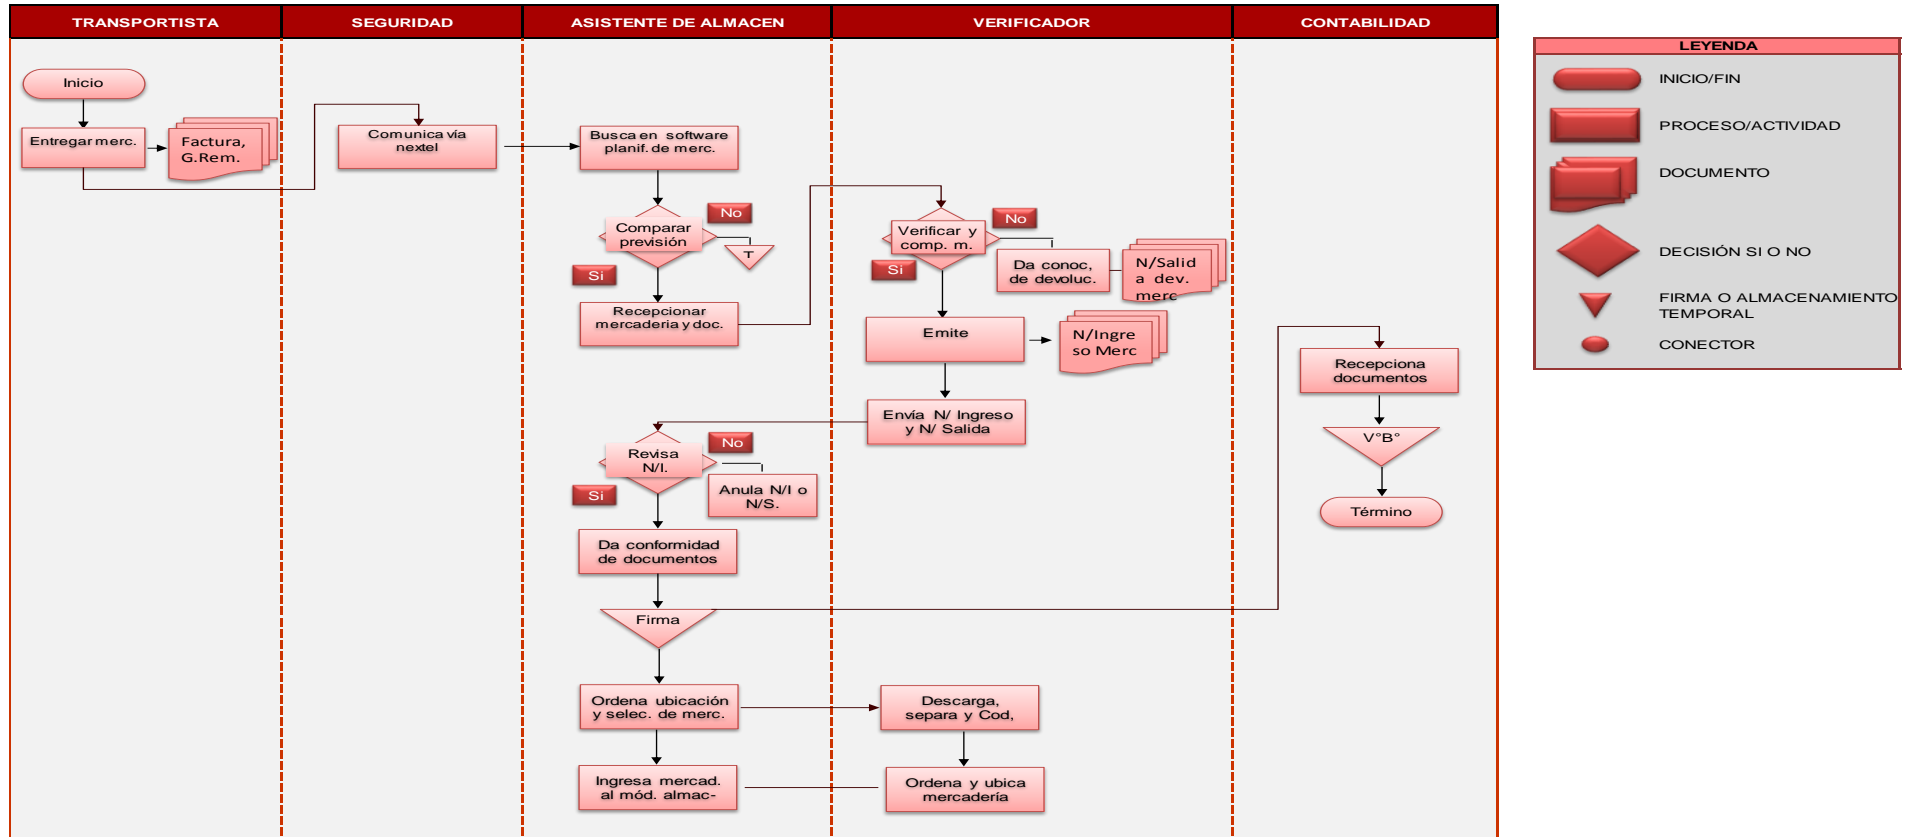 TRANSPORTISTA
SEGURIDAD
ASISTENTE DE ALMACEN
VERIFICADOR
CONTABILIDAD
Inicio
Entregar merc.
Factura,
G.Rem.
Comunica vía
nextel
Busca en software
planif. de merc.
Comparar
previsión
No
T
Si
Recepcionar
mercaderia y doc.
Verificar y
comp. m.
No
Si
Da conoc,
de devoluc.
N/Salid
a dev.
merc
Emite
N/Ingre
so Merc
Envía N/ Ingreso
y N/ Salida
Revisa
N/I.
No
Si
Anula N/I o
N/S.
Da conformidad
de documentos
Firma
Ordena ubicación
y selec. de merc.
Descarga,
separa y Cod,
Ingresa mercad.
al mód. almac-
Ordena y ubica
mercadería
Recepciona
documentos
V°B°
Término
LEYENDA
INICIO/FIN
PROCESO/ACTIVIDAD
DOCUMENTO
DECISIÓN SI O NO
FIRMA O ALMACENAMIENTO
TEMPORAL
CONECTOR